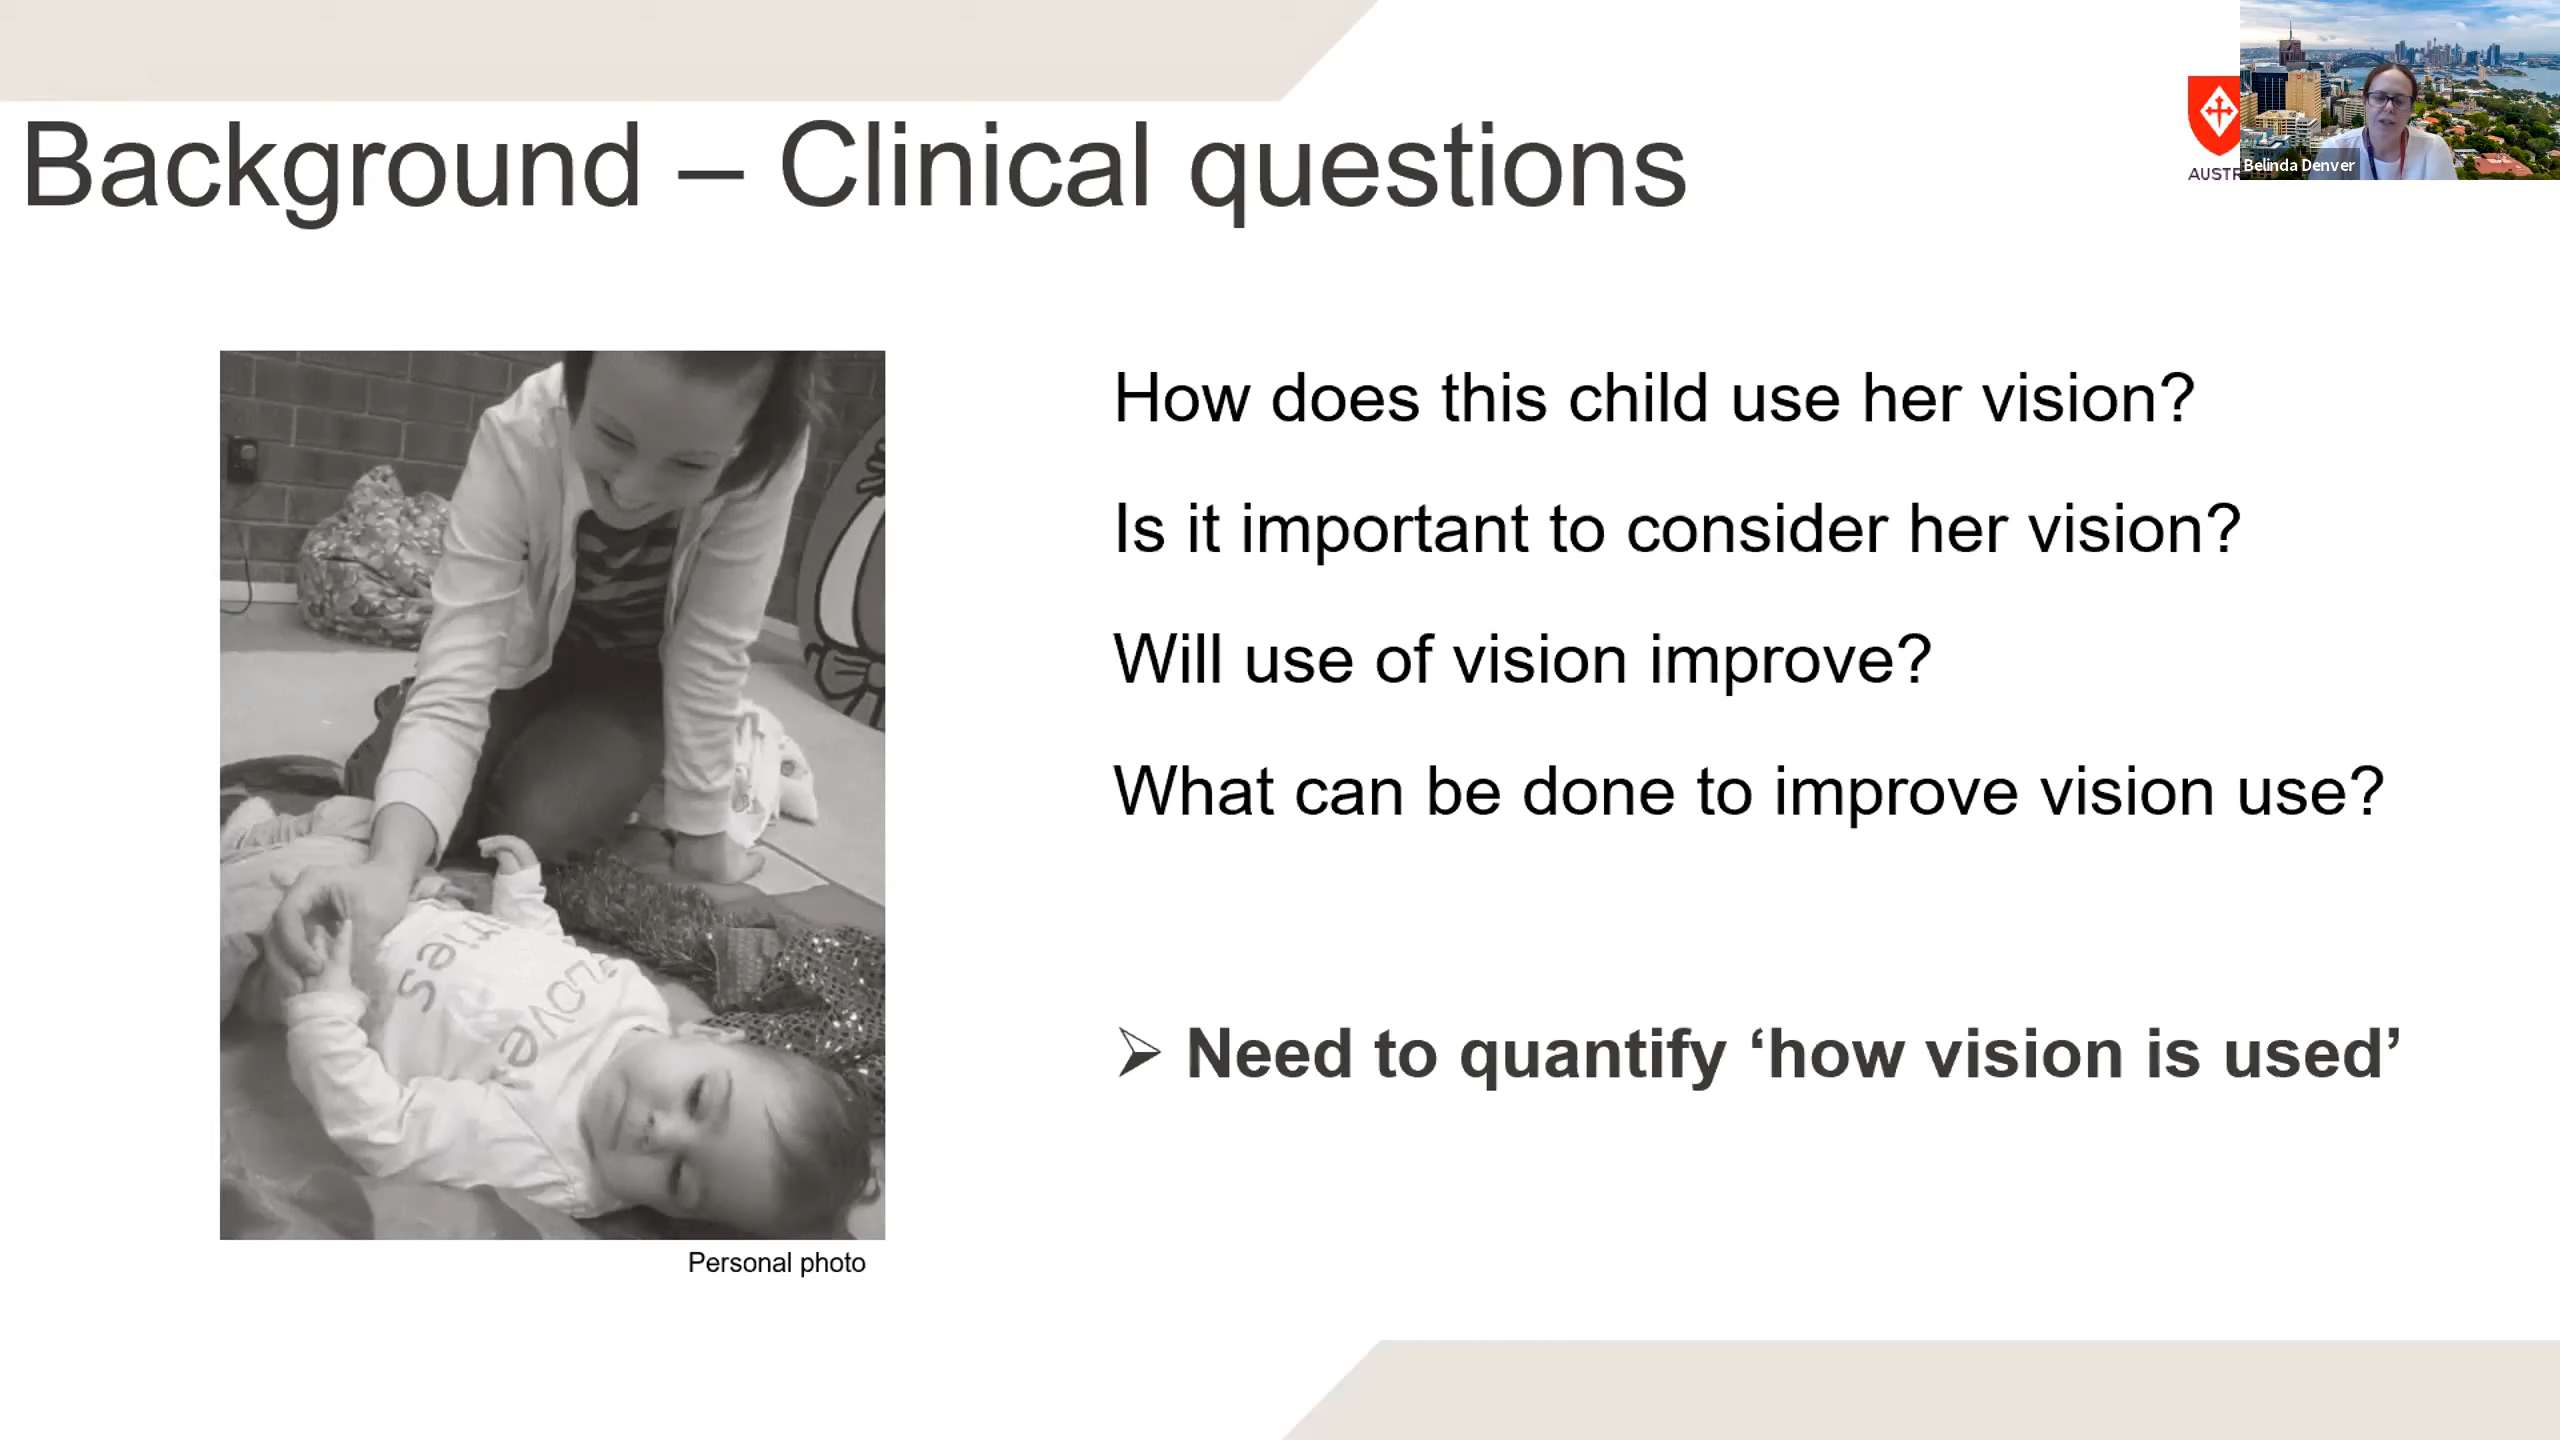 Background – Clinical questions
AUSTR
Belinda Denver
How does this child use her vision?
Is it important to consider her vision?
Will use of vision improve?
What can be done to improve vision use?
➢ Need to quantify ‘how vision is used’
Love
Personal photo